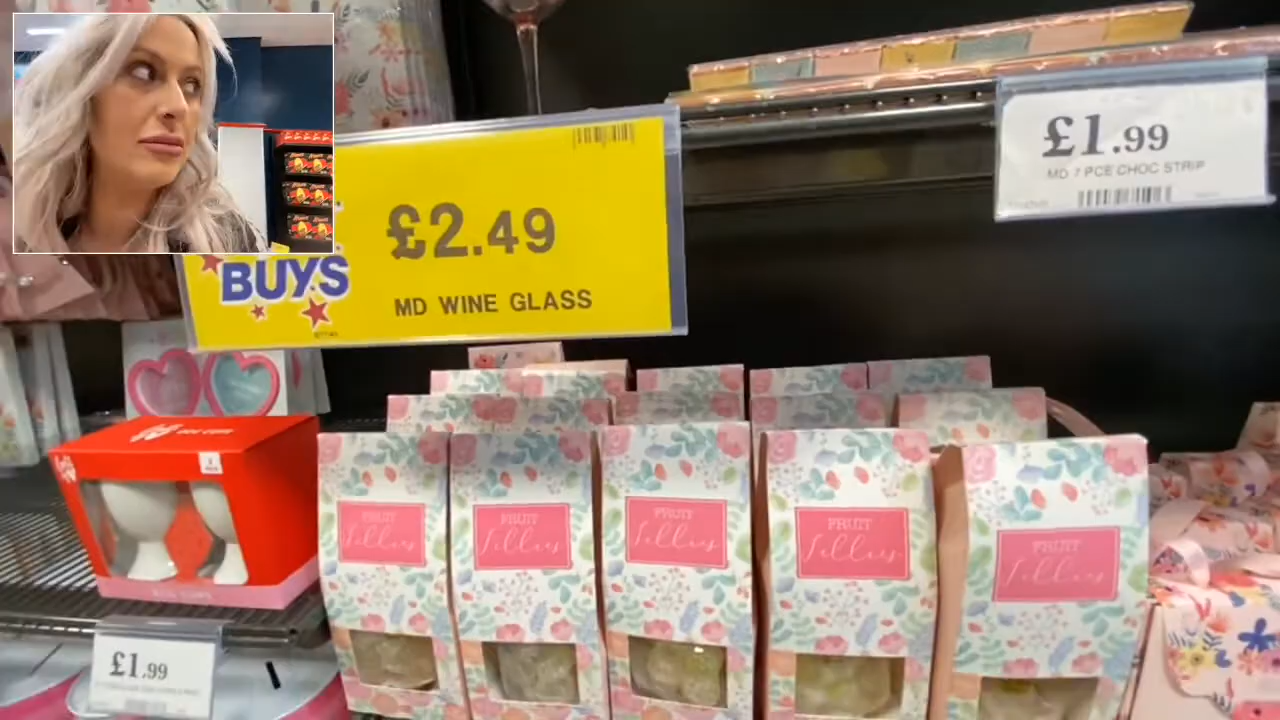 £1.99
MD 7 PCE CHOC STRIP
£2.49
BUYS
MD WINE GLASS
FRUIT
Jellies
FRUIT
Jellies
FRUIT
Jellies
FRUIT
Jellies
FRUIT
Jellies
£1.99